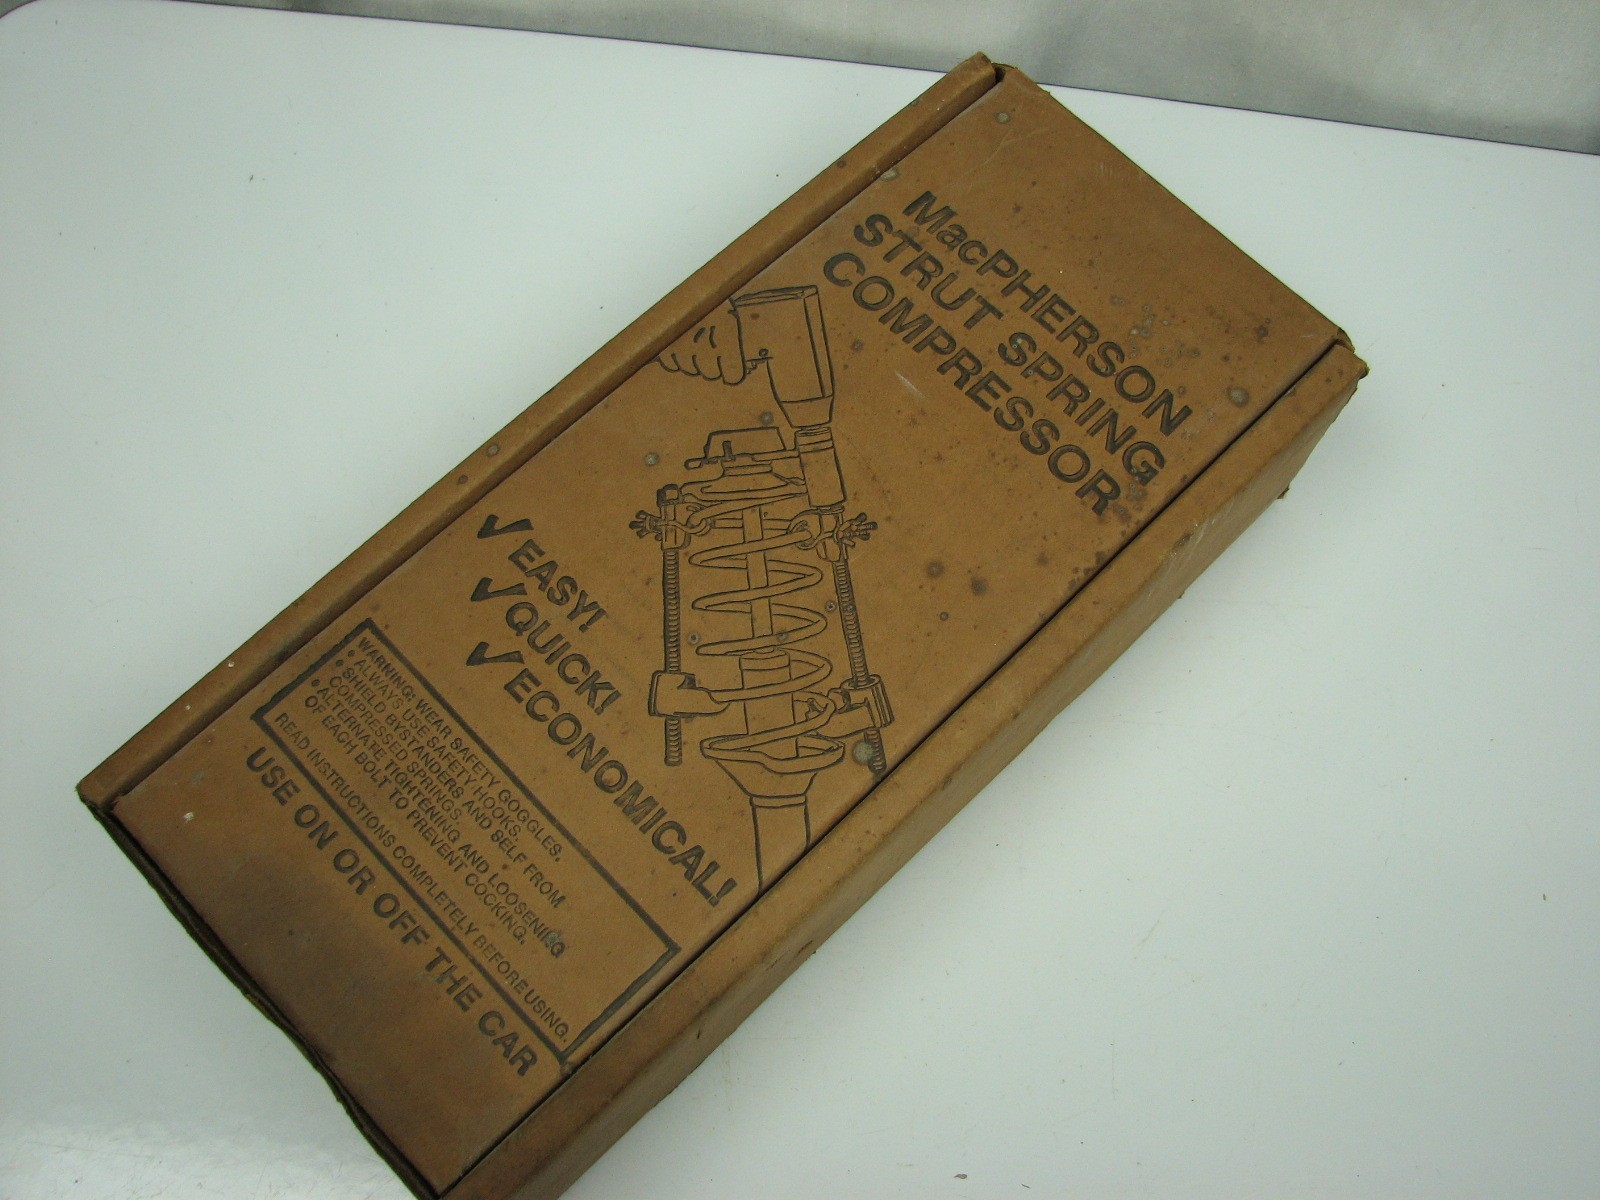 MacPHERSON
STRUT SPRING
COMPRESSOR
✓ EASY!
✓ QUICK!
✓ ECONOMICAL!
WARNING: WEAR SAFETY GOGGLES.
• ALWAYS USE SAFETY HOOKS.
• SHIELD BYSTANDERS AND SELF FROM
COMPRESSED SPRINGS.
• ALTERNATE TIGHTENING AND LOOSENING
OF EACH BOLT TO PREVENT COCKING.
READ INSTRUCTIONS COMPLETELY BEFORE USING.
USE ON OR OFF THE CAR